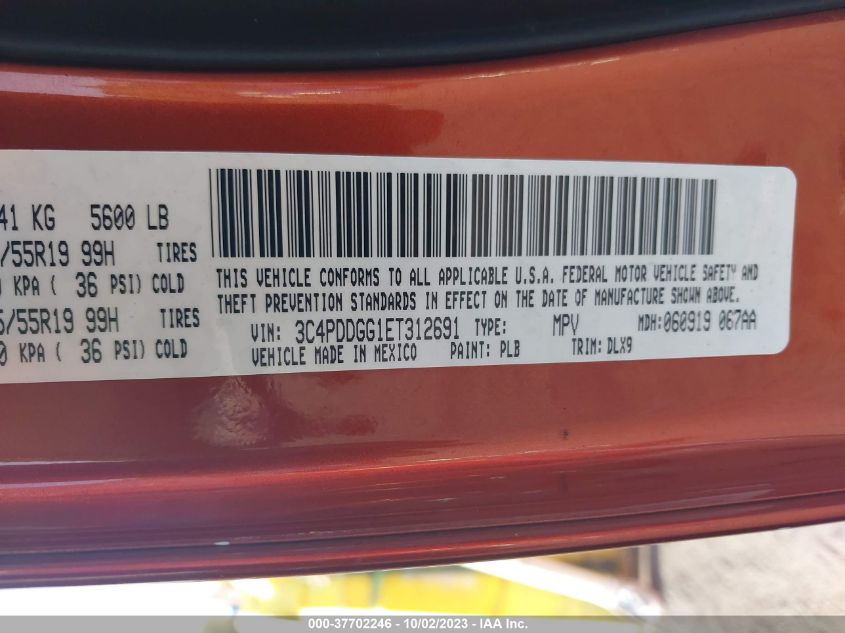 41 KG 5600 LB
/55R19 99H TIRES
KPA ( 36 PSI) COLD
/55R19 99H TIRES
0 KPA ( 36 PSI) COLD
THIS VEHICLE CONFORMS TO ALL APPLICABLE U.S.A. FEDERAL MOTOR VEHICLE SAFETY AND
THEFT PREVENTION STANDARDS IN EFFECT ON THE DATE OF MANUFACTURE SHOWN ABOVE.
VIN: 3C4PDDGG1ET312691 TYPE: MPV MDH:060919 067AA
VEHICLE MADE IN MEXICO PAINT: PLB TRIM: DLX9
000-37702246 - 10/02/2023 - IAA Inc.